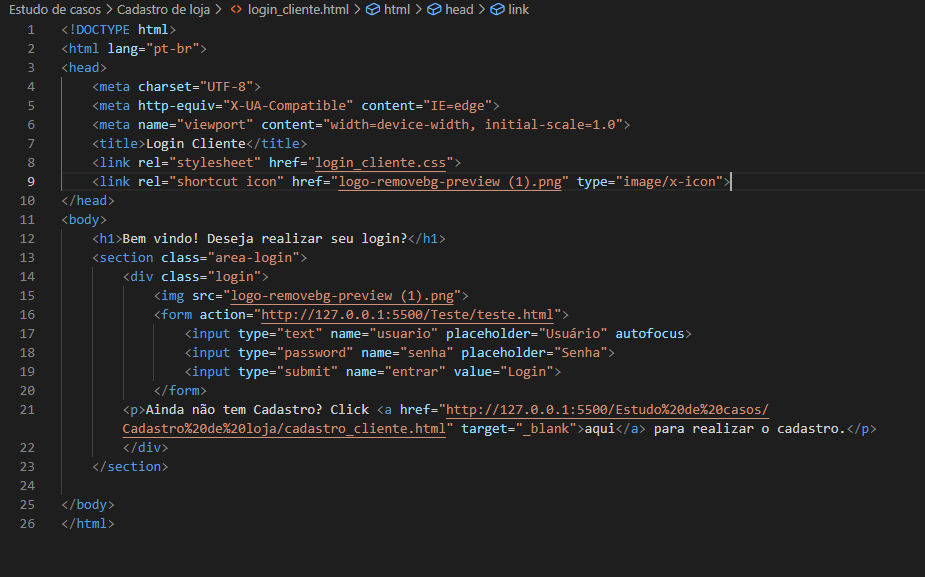 Estudo de casos > Cadastro de loja > <> login_cliente.html > html > head > link
1 <!DOCTYPE html>
2 <html lang="pt-br">
3 <head>
4 <meta charset="UTF-8">
5 <meta http-equiv="X-UA-Compatible" content="IE=edge">
6 <meta name="viewport" content="width=device-width, initial-scale=1.0">
7 <title>Login Cliente</title>
8 <link rel="stylesheet" href="login_cliente.css">
9 <link rel="shortcut icon" href="logo-removebg-preview (1).png" type="image/x-icon">
10 </head>
11 <body>
12 <h1>Bem vindo! Deseja realizar seu login?</h1>
13 <section class="area-login">
14 <div class="login">
15 <img src="logo-removebg-preview (1).png">
16 <form action="http://127.0.0.1:5500/Teste/teste.html">
17 <input type="text" name="usuario" placeholder="Usuário" autofocus>
18 <input type="password" name="senha" placeholder="Senha">
19 <input type="submit" name="entrar" value="Login">
20 </form>
21 <p>Ainda não tem Cadastro? Click <a href="http://127.0.0.1:5500/Estudo%20de%20casos/
Cadastro%20de%20loja/cadastro_cliente.html" target="_blank">aqui</a> para realizar o cadastro.</p>
22 </div>
23 </section>
24
25 </body>
26 </html>